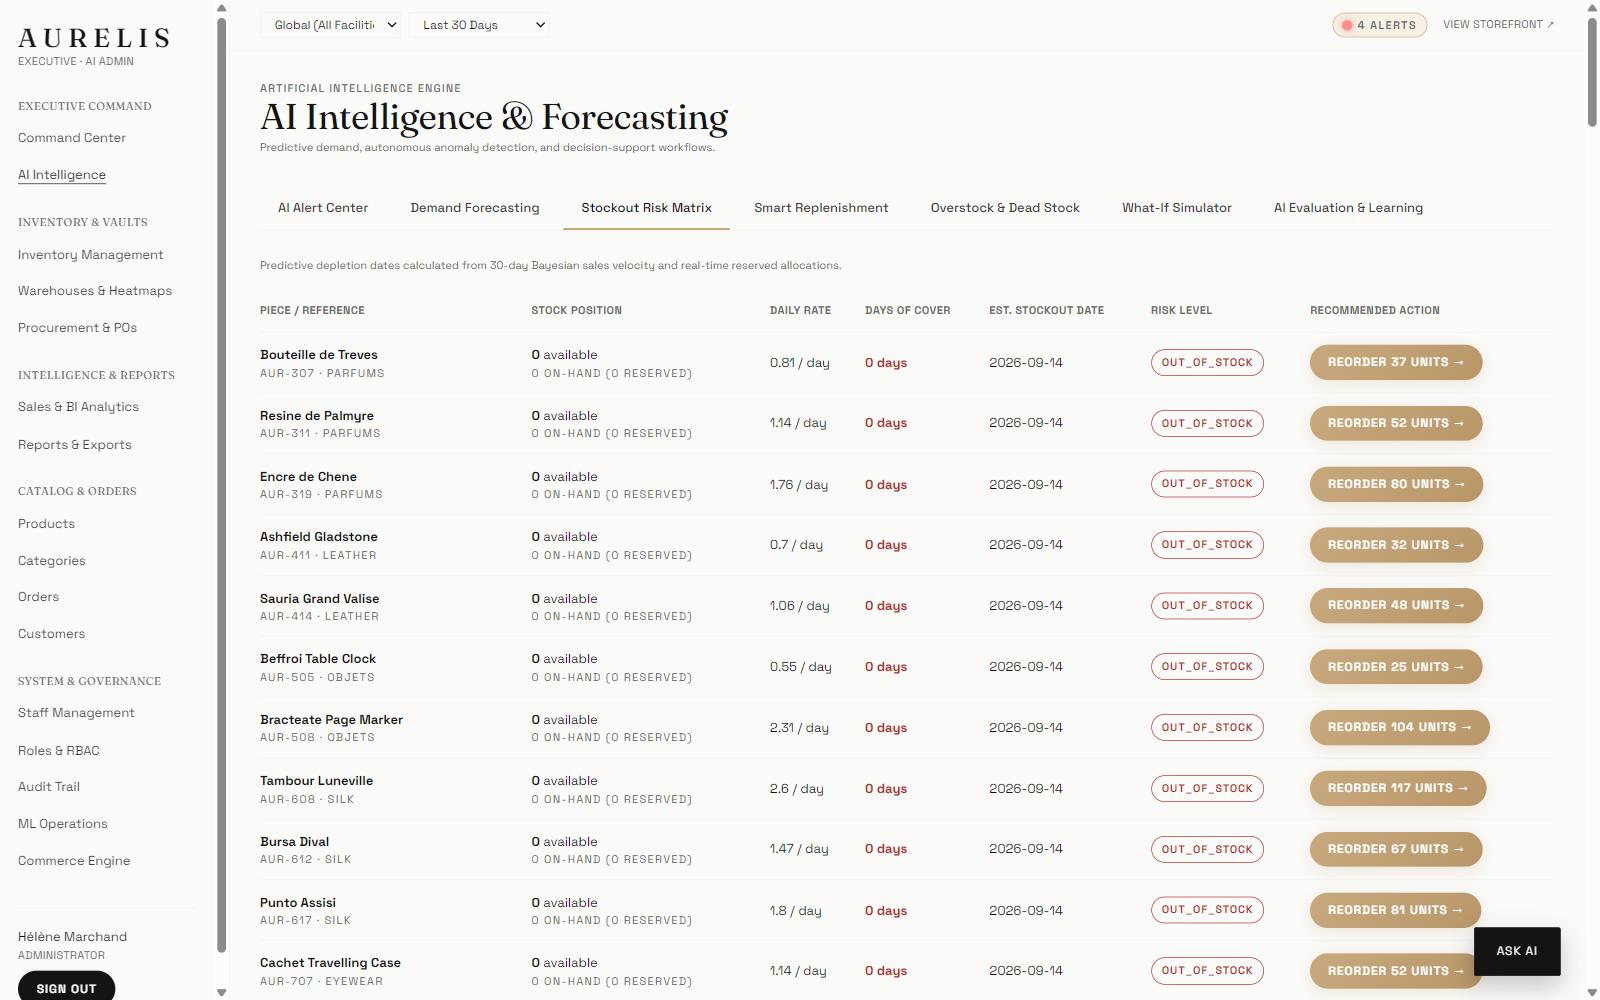 AURELIS
EXECUTIVE · AI ADMIN
EXECUTIVE COMMAND
Command Center
AI Intelligence
INVENTORY & VAULTS
Inventory Management
Warehouses & Heatmaps
Procurement & POs
INTELLIGENCE & REPORTS
Sales & BI Analytics
Reports & Exports
CATALOG & ORDERS
Products
Categories
Orders
Customers
SYSTEM & GOVERNANCE
Staff Management
Roles & RBAC
Audit Trail
ML Operations
Commerce Engine
Hélène Marchand
ADMINISTRATOR
SIGN OUT
Global (All Faciliti Last 30 Days 4 ALERTS VIEW STOREFRONT ↗
ARTIFICIAL INTELLIGENCE ENGINE
AI Intelligence & Forecasting
Predictive demand, autonomous anomaly detection, and decision-support workflows.
AI Alert Center Demand Forecasting Stockout Risk Matrix Smart Replenishment Overstock & Dead Stock What-If Simulator AI Evaluation & Learning
Predictive depletion dates calculated from 30-day Bayesian sales velocity and real-time reserved allocations.
PIECE / REFERENCE STOCK POSITION DAILY RATE DAYS OF COVER EST. STOCKOUT DATE RISK LEVEL RECOMMENDED ACTION
Bouteille de Treves 0 available 0.81 / day 0 days 2026-09-14 OUT_OF_STOCK REORDER 37 UNITS →
AUR-307 · PARFUMS 0 ON-HAND (0 RESERVED)
Resine de Palmyre 0 available 1.14 / day 0 days 2026-09-14 OUT_OF_STOCK REORDER 52 UNITS →
AUR-311 · PARFUMS 0 ON-HAND (0 RESERVED)
Encre de Chene 0 available 1.76 / day 0 days 2026-09-14 OUT_OF_STOCK REORDER 80 UNITS →
AUR-319 · PARFUMS 0 ON-HAND (0 RESERVED)
Ashfield Gladstone 0 available 0.7 / day 0 days 2026-09-14 OUT_OF_STOCK REORDER 32 UNITS →
AUR-411 · LEATHER 0 ON-HAND (0 RESERVED)
Sauria Grand Valise 0 available 1.06 / day 0 days 2026-09-14 OUT_OF_STOCK REORDER 48 UNITS →
AUR-414 · LEATHER 0 ON-HAND (0 RESERVED)
Beffroi Table Clock 0 available 0.55 / day 0 days 2026-09-14 OUT_OF_STOCK REORDER 25 UNITS →
AUR-505 · OBJETS 0 ON-HAND (0 RESERVED)
Bracteate Page Marker 0 available 2.31 / day 0 days 2026-09-14 OUT_OF_STOCK REORDER 104 UNITS →
AUR-508 · OBJETS 0 ON-HAND (0 RESERVED)
Tambour Luneville 0 available 2.6 / day 0 days 2026-09-14 OUT_OF_STOCK REORDER 117 UNITS →
AUR-608 · SILK 0 ON-HAND (0 RESERVED)
Bursa Dival 0 available 1.47 / day 0 days 2026-09-14 OUT_OF_STOCK REORDER 67 UNITS →
AUR-612 · SILK 0 ON-HAND (0 RESERVED)
Punto Assisi 0 available 1.8 / day 0 days 2026-09-14 OUT_OF_STOCK REORDER 81 UNITS →
AUR-617 · SILK 0 ON-HAND (0 RESERVED)
Cachet Travelling Case 0 available 1.14 / day 0 days 2026-09-14 OUT_OF_STOCK REORDER 52 UNITS →
AUR-707 · EYEWEAR 0 ON-HAND (0 RESERVED)
ASK AI